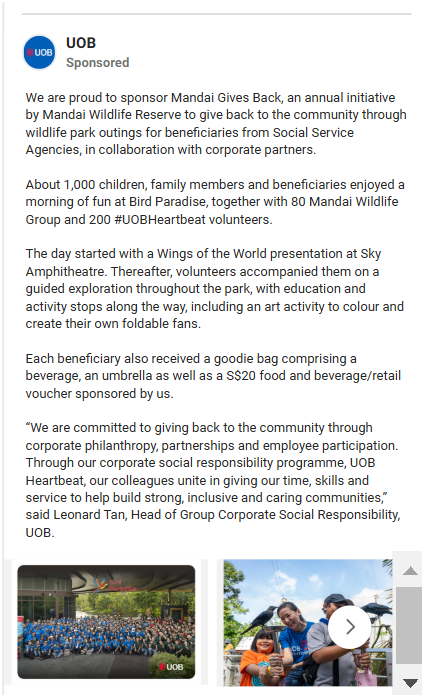 UOB
UOB
Sponsored
We are proud to sponsor Mandai Gives Back, an annual initiative
by Mandai Wildlife Reserve to give back to the community through
wildlife park outings for beneficiaries from Social Service
Agencies, in collaboration with corporate partners.
About 1,000 children, family members and beneficiaries enjoyed a
morning of fun at Bird Paradise, together with 80 Mandai Wildlife
Group and 200 #UOBHeartbeat volunteers.
The day started with a Wings of the World presentation at Sky
Amphitheatre. Thereafter, volunteers accompanied them on a
guided exploration throughout the park, with education and
activity stops along the way, including an art activity to colour and
create their own foldable fans.
Each beneficiary also received a goodie bag comprising a
beverage, an umbrella as well as a S$20 food and beverage/retail
voucher sponsored by us.
“We are committed to giving back to the community through
corporate philanthropy, partnerships and employee participation.
Through our corporate social responsibility programme, UOB
Heartbeat, our colleagues unite in giving our time, skills and
service to help build strong, inclusive and caring communities,”
said Leonard Tan, Head of Group Corporate Social Responsibility,
UOB.
UOB